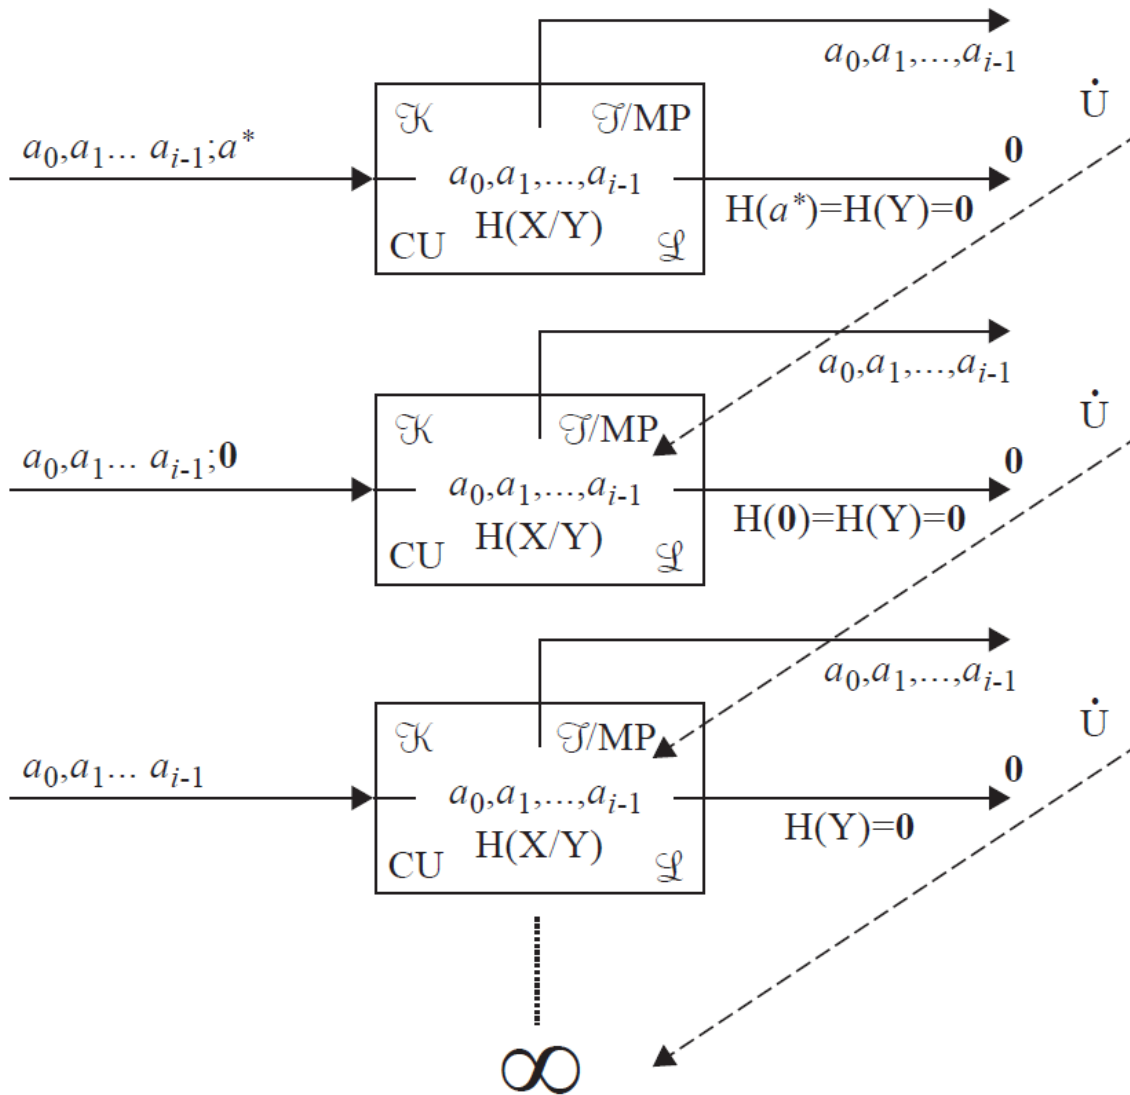 a₀,a₁,...,aᵢ₋₁
U̇
𝒦 𝒯/MP
a₀,a₁... aᵢ₋₁;a* 0
a₀,a₁,...,aᵢ₋₁
H(X/Y) H(a*)=H(Y)=0
CU ℒ
a₀,a₁,...,aᵢ₋₁
U̇
𝒦 𝒯/MP
a₀,a₁... aᵢ₋₁;0 0
a₀,a₁,...,aᵢ₋₁
H(X/Y) H(0)=H(Y)=0
CU ℒ
a₀,a₁,...,aᵢ₋₁
U̇
𝒦 𝒯/MP
a₀,a₁... aᵢ₋₁ 0
a₀,a₁,...,aᵢ₋₁
H(X/Y) H(Y)=0
CU ℒ
∞